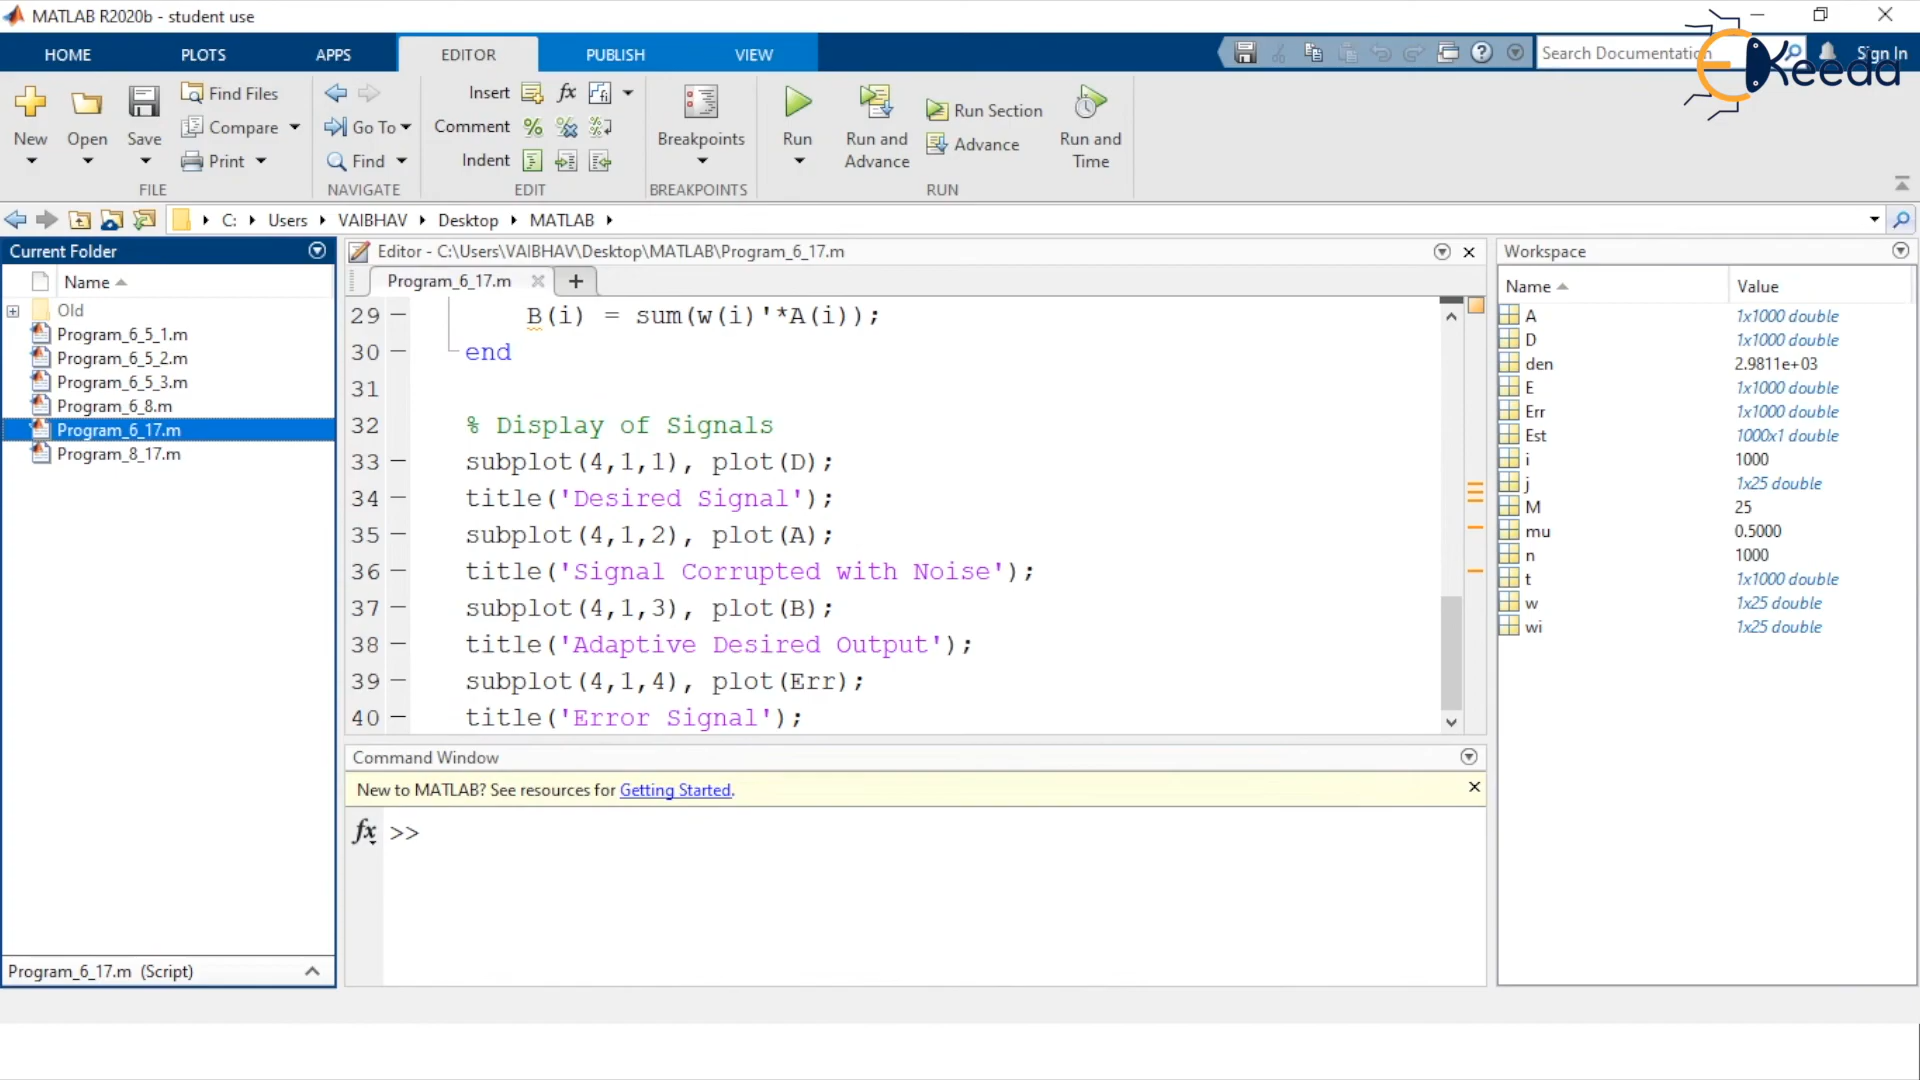 MATLAB R2020b - student use
HOME PLOTS APPS EDITOR PUBLISH VIEW
Search Documentation
Sign In
EKeeda
New
Open
Save
Find Files
Compare
Print
FILE
Go To
Find
NAVIGATE
Insert
Comment
Indent
EDIT
Breakpoints
BREAKPOINTS
Run
Run and Advance
Run Section
Advance
Run and Time
RUN
C: Users VAIBHAV Desktop MATLAB
Current Folder
Name
Old
Program_6_5_1.m
Program_6_5_2.m
Program_6_5_3.m
Program_6_8.m
Program_6_17.m
Program_8_17.m
Program_6_17.m (Script)
Editor - C:\Users\VAIBHAV\Desktop\MATLAB\Program_6_17.m
Program_6_17.m
29 B(i) = sum(w(i)'*A(i));
30 end
31
32 % Display of Signals
33 subplot(4,1,1), plot(D);
34 title('Desired Signal');
35 subplot(4,1,2), plot(A);
36 title('Signal Corrupted with Noise');
37 subplot(4,1,3), plot(B);
38 title('Adaptive Desired Output');
39 subplot(4,1,4), plot(Err);
40 title('Error Signal');
Command Window
New to MATLAB? See resources for Getting Started.
fx >>
Workspace
Name Value
A 1x1000 double
D 1x1000 double
den 2.9811e+03
E 1x1000 double
Err 1x1000 double
Est 1000x1 double
i 1000
j 1x25 double
M 25
mu 0.5000
n 1000
t 1x1000 double
w 1x25 double
wi 1x25 double